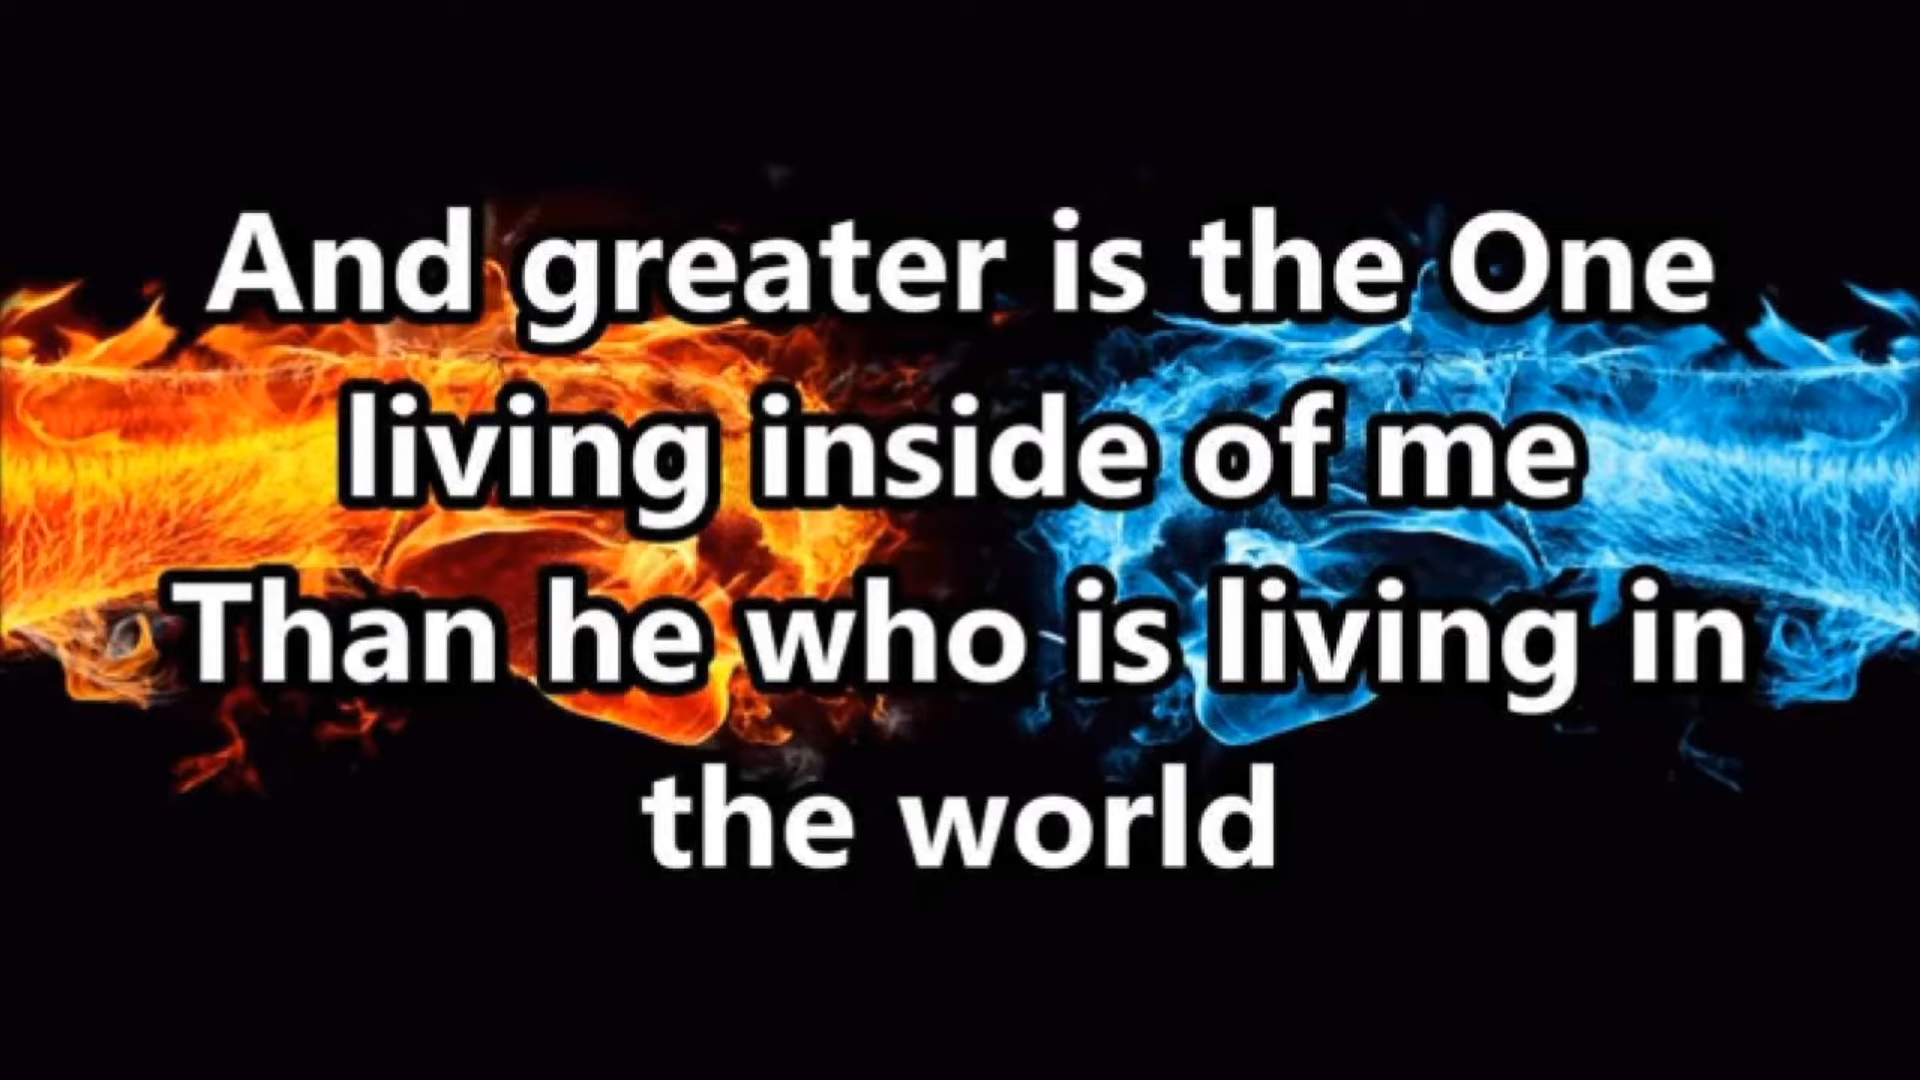 And greater is the One
living inside of me
Than he who is living in
the world